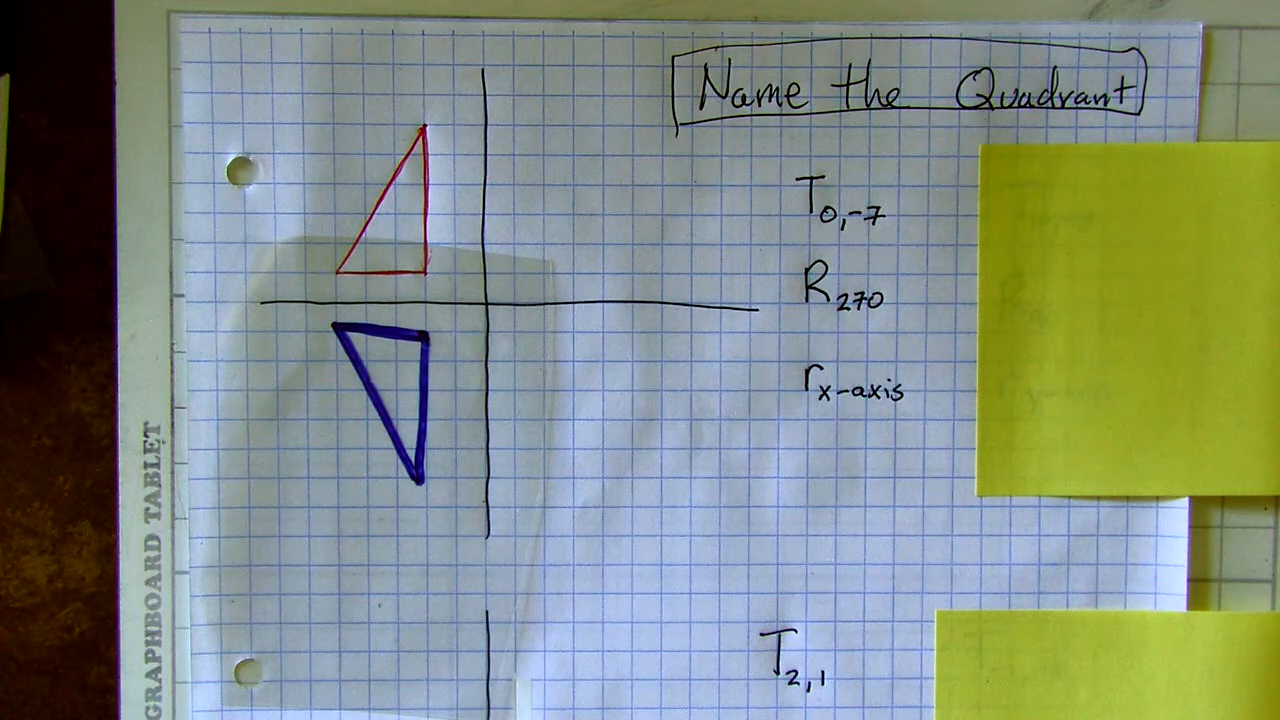 Name the Quadrant
T0,-7
R270
rx-axis
T2,1
GRAPHBOARD TABLET